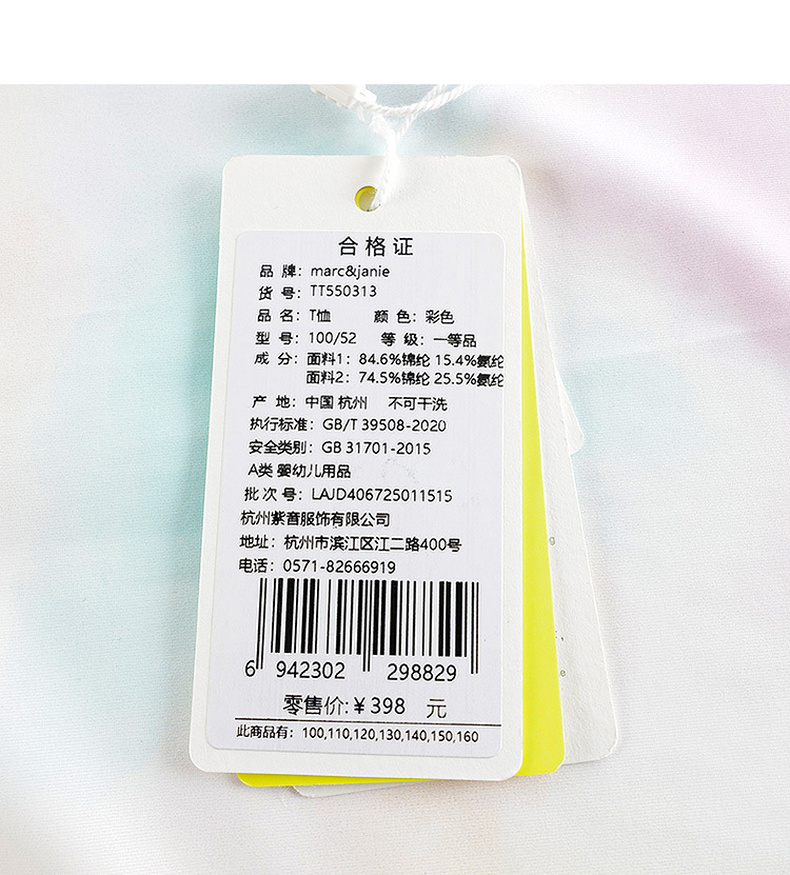 合格证
品 牌：marc&janie
货 号：TT550313
品 名：T恤 颜 色：彩色
型 号：100/52 等 级：一等品
成 分：面料1：84.6%锦纶 15.4%氨纶
面料2：74.5%锦纶 25.5%氨纶
产 地：中国 杭州 不可干洗
执行标准：GB/T 39508-2020
安全类别：GB 31701-2015
A类 婴幼儿用品
批 次 号：LAJD406725011515
杭州紫音服饰有限公司
地址：杭州市滨江区江二路400号
电话：0571-82666919
6 942302 298829
零售价:￥398 元
此商品有：100,110,120,130,140,150,160